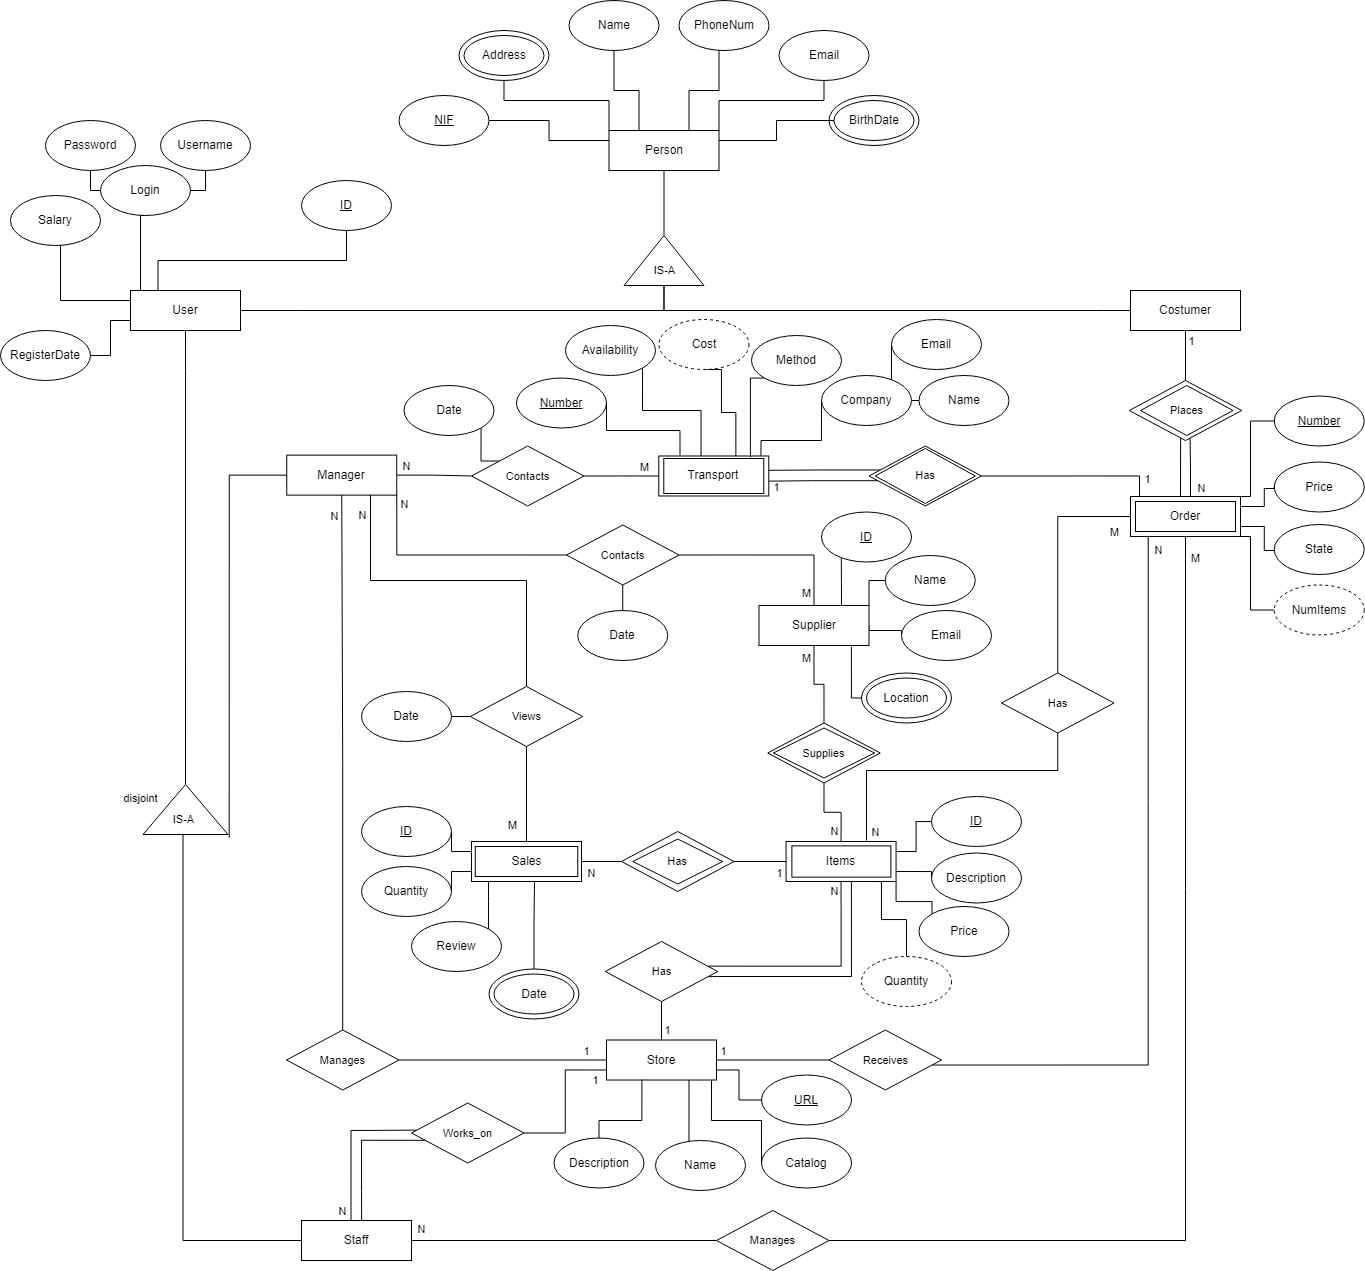 Name
PhoneNum
Address
Email
NIF
BirthDate
Person
Password
Username
Login
Salary
ID
IS-A
User
Costumer
RegisterDate
1
Availability
Cost
Method
Email
Number
Company
Name
Date
Places
Number
Manager
N
Contacts
M
Transport
1
Has
1
N
Price
Order
N
N
N
M
State
ID
Contacts
N
M
Name
M
NumItems
Supplier
Date
Email
M
Location
Date
Views
Has
Supplies
disjoint
IS-A
ID
M
N
N
ID
Sales
Has
Items
N
1
Quantity
N
Description
Review
Price
Has
Quantity
Date
1
Manages
1
Store
1
Receives
1
URL
Works_on
Description
Name
Catalog
N
Staff
N
Manages